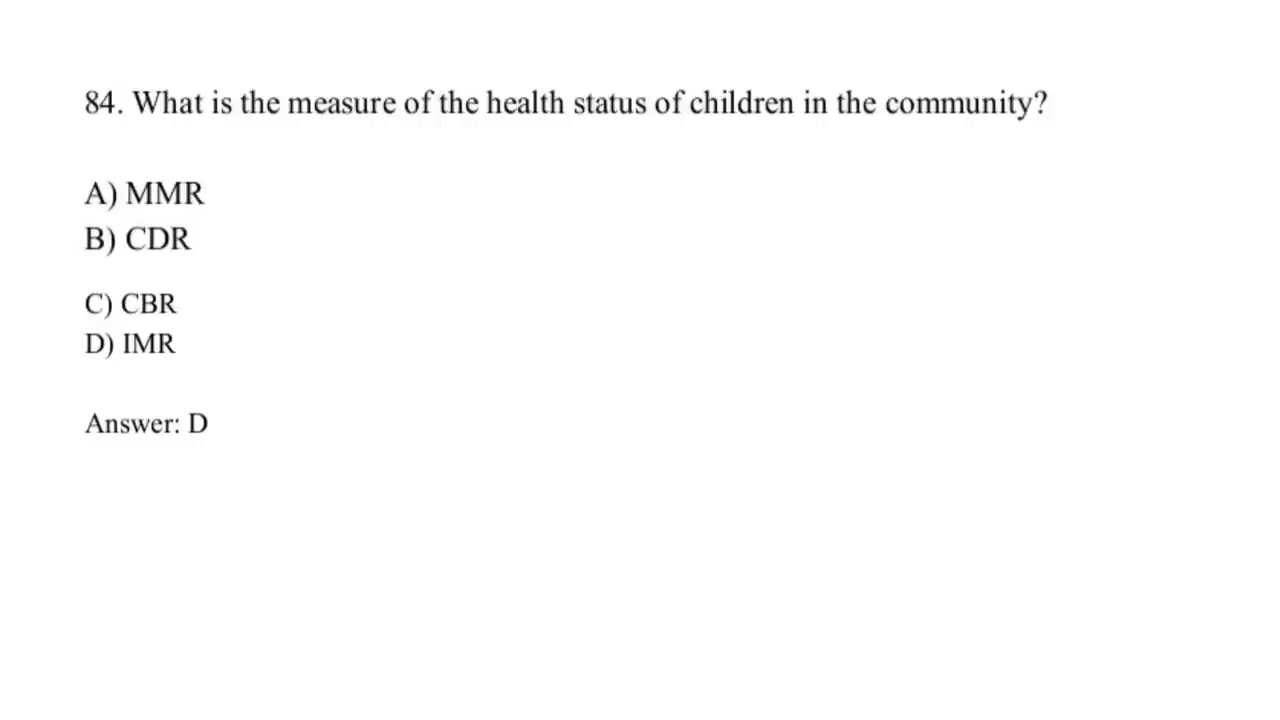 84. What is the measure of the health status of children in the community?
A) MMR
B) CDR
C) CBR
D) IMR
Answer: D